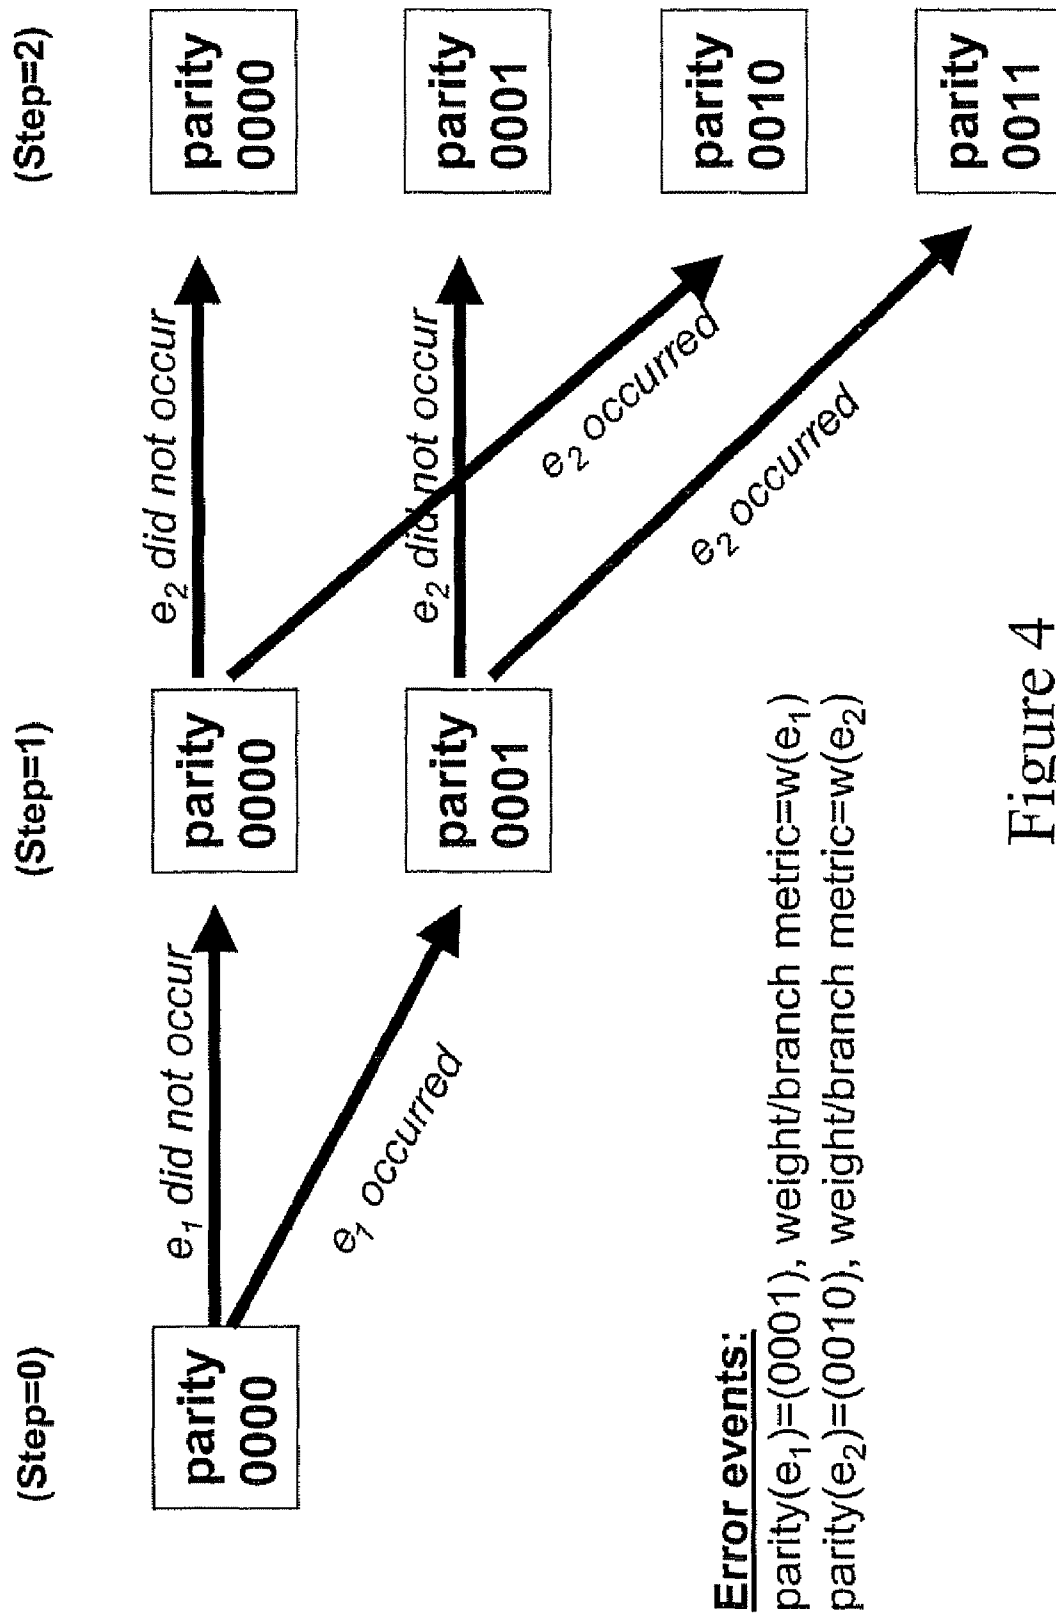 (Step=0)
(Step=1)
(Step=2)
parity
0000
e1 did not occur
e1 occurred
parity
0000
parity
0001
e2 did not occur
e2 did not occur
e2 occurred
e2 occurred
parity
0000
parity
0001
parity
0010
parity
0011
Error events:
parity(e1)=(0001), weight/branch metric=w(e1)
parity(e2)=(0010), weight/branch metric=w(e2)
Figure 4